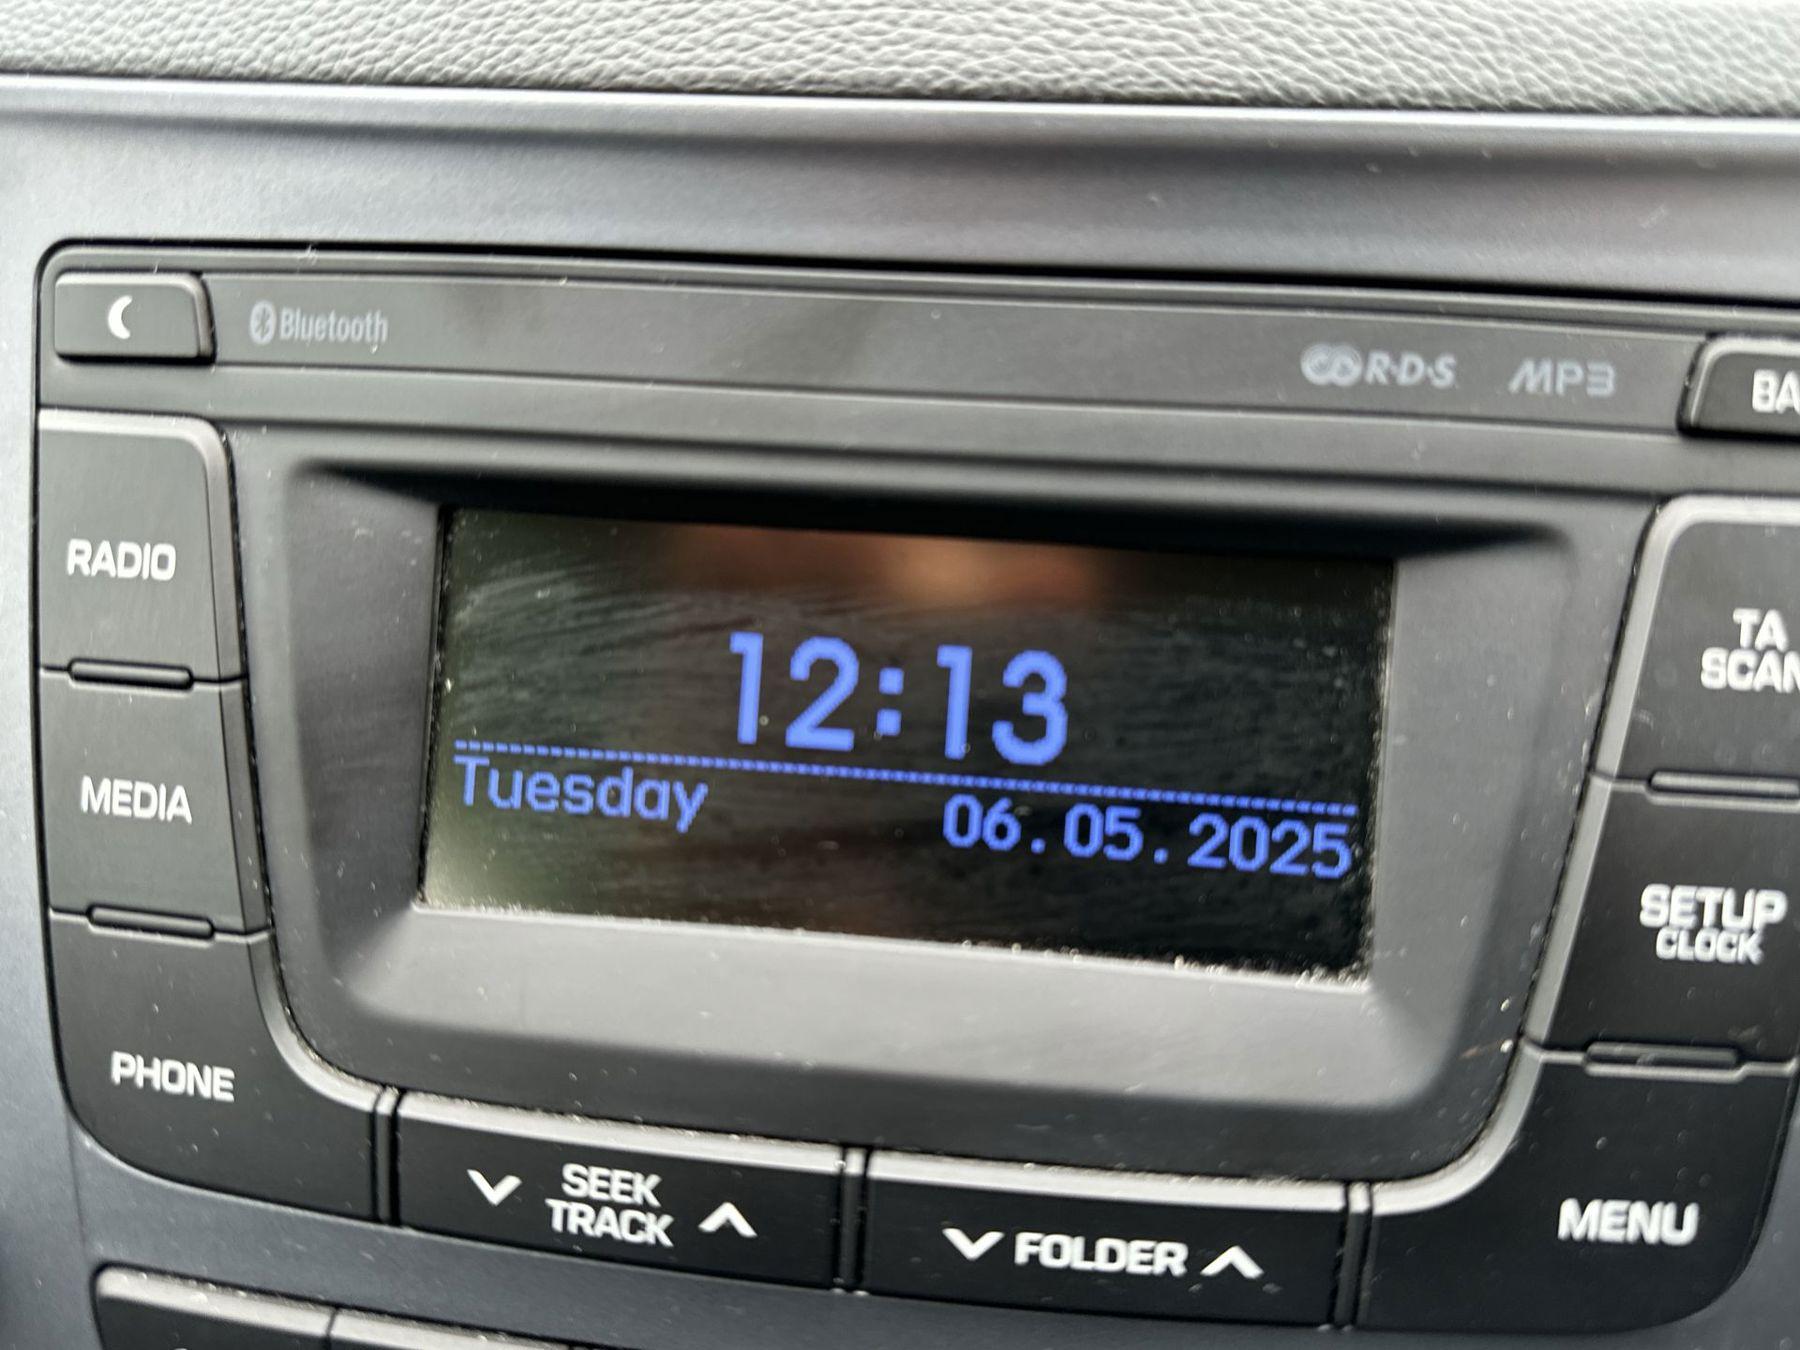 Bluetooth
R·D·S MP3
BA
RADIO
TA
SCAN
12:13
Tuesday 06.05.2025
MEDIA
SETUP
CLOCK
PHONE
SEEK
TRACK
FOLDER
MENU